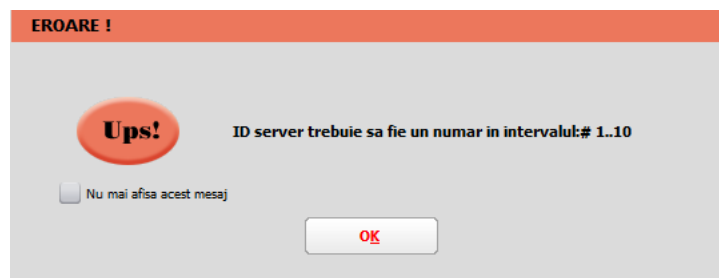 EROARE !
Ups!
ID server trebuie sa fie un numar in intervalul:# 1..10
Nu mai afisa acest mesaj
OK